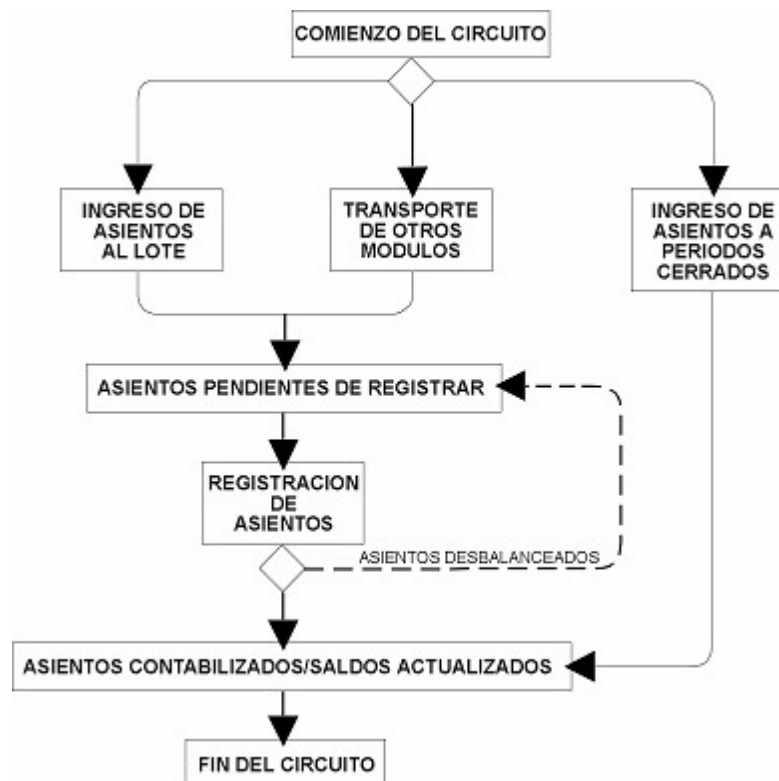 COMIENZO DEL CIRCUITO
INGRESO DE
ASIENTOS
AL LOTE
TRANSPORTE
DE OTROS
MODULOS
INGRESO DE
ASIENTOS A
PERIODOS
CERRADOS
ASIENTOS PENDIENTES DE REGISTRAR
REGISTRACION
DE
ASIENTOS
ASIENTOS DESBALANCEADOS
ASIENTOS CONTABILIZADOS/SALDOS ACTUALIZADOS
FIN DEL CIRCUITO